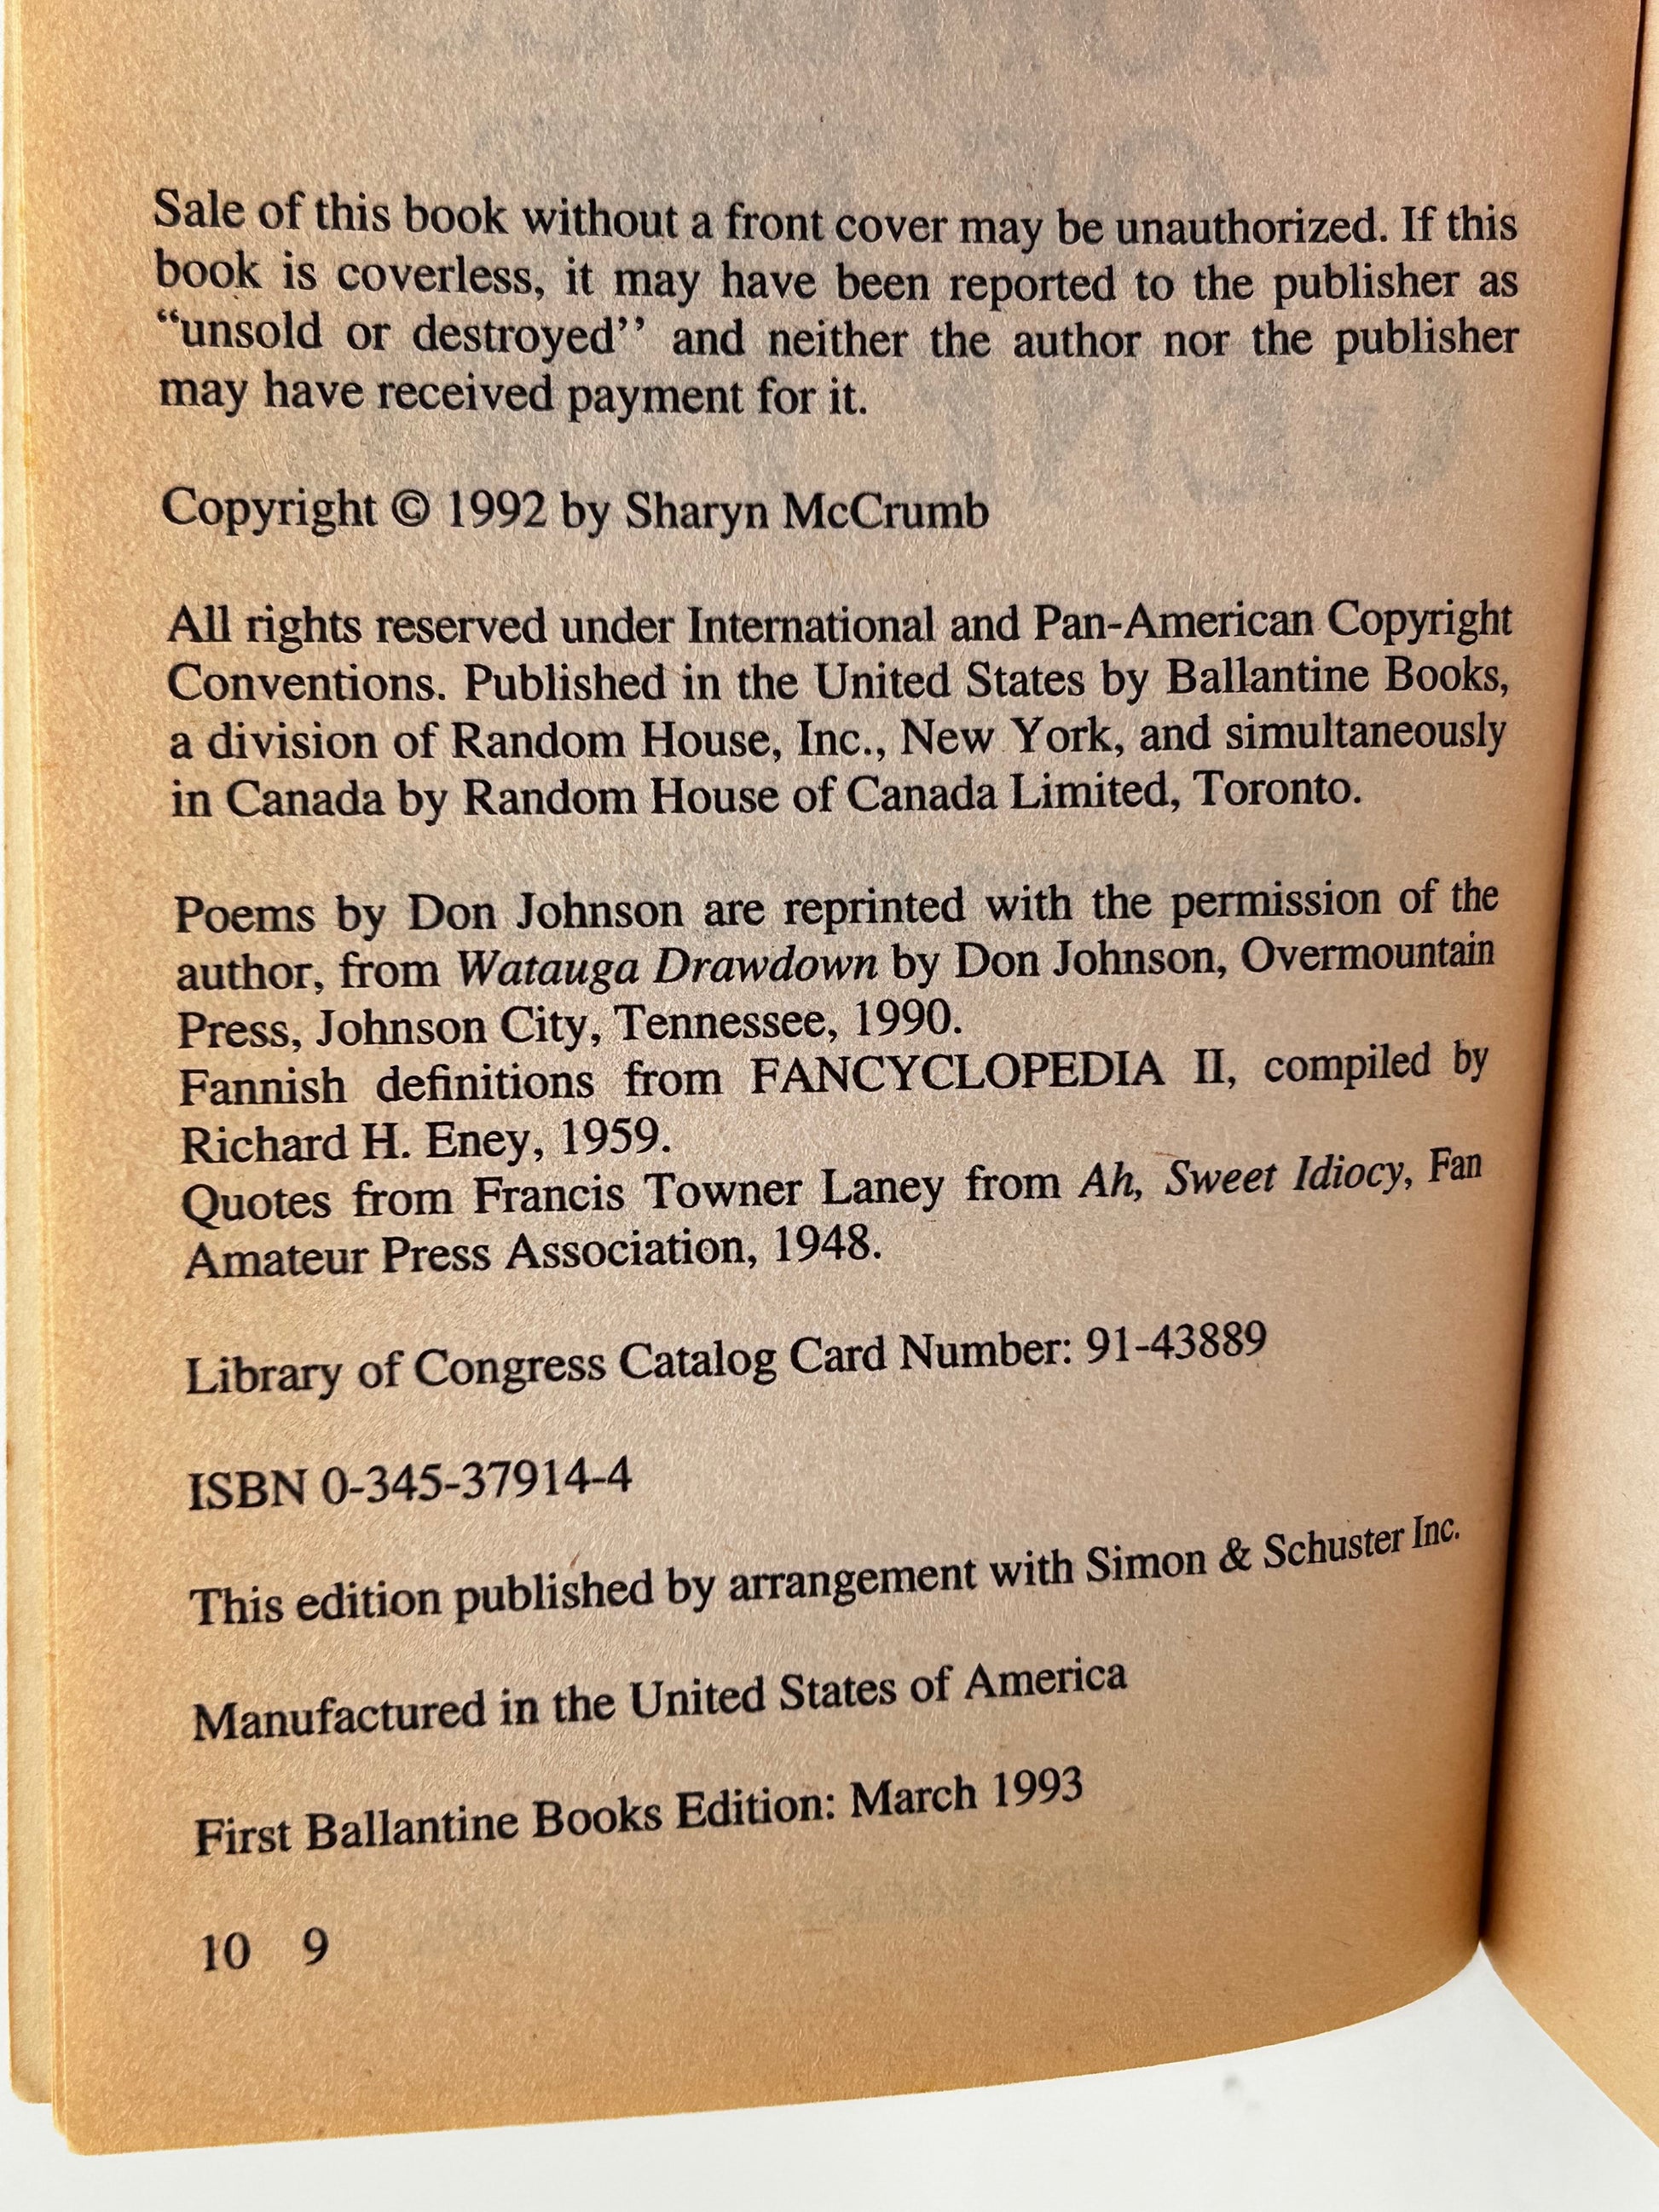 Sale of this book without a front cover may be unauthorized. If this
book is coverless, it may have been reported to the publisher as
“unsold or destroyed’’ and neither the author nor the publisher
may have received payment for it.
Copyright © 1992 by Sharyn McCrumb
All rights reserved under International and Pan-American Copyright
Conventions. Published in the United States by Ballantine Books,
a division of Random House, Inc., New York, and simultaneously
in Canada by Random House of Canada Limited, Toronto.
Poems by Don Johnson are reprinted with the permission of the
author, from Watauga Drawdown by Don Johnson, Overmountain
Press, Johnson City, Tennessee, 1990.
Fannish definitions from FANCYCLOPEDIA II, compiled by
Richard H. Eney, 1959.
Quotes from Francis Towner Laney from Ah, Sweet Idiocy, Fan
Amateur Press Association, 1948.
Library of Congress Catalog Card Number: 91-43889
ISBN 0-345-37914-4
This edition published by arrangement with Simon & Schuster Inc.
Manufactured in the United States of America
First Ballantine Books Edition: March 1993
10 9